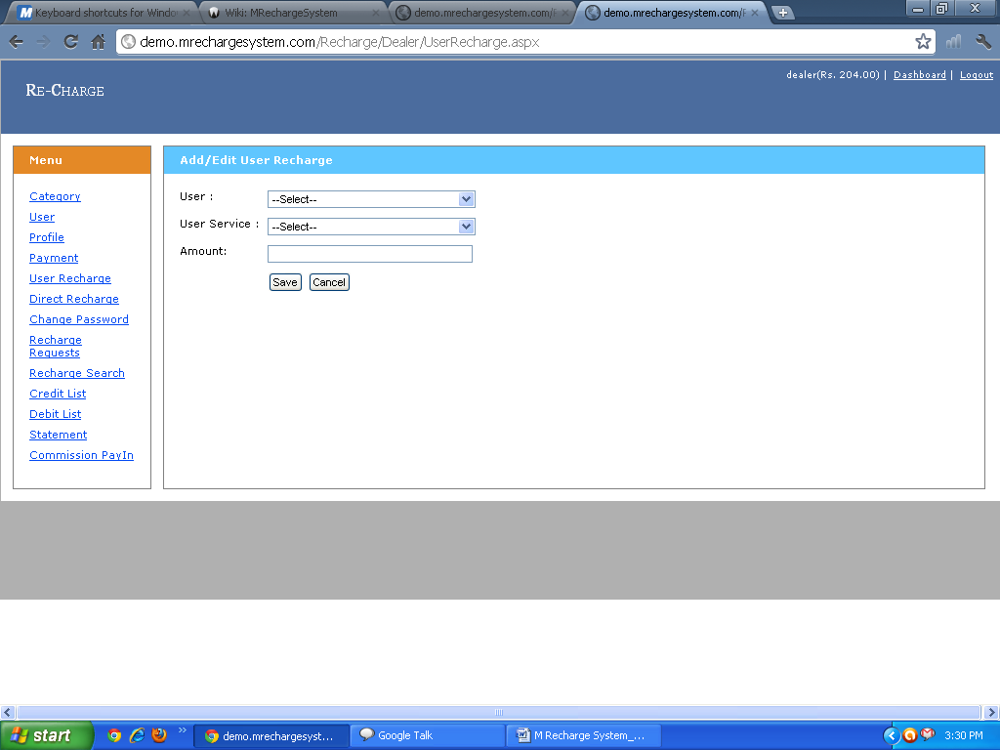 Keyboard shortcuts for Windo
Wiki: MRechargeSystem
demo.mrechargesystem.com/F
demo.mrechargesystem.com/F
demo.mrechargesystem.com/Recharge/Dealer/UserRecharge.aspx
dealer(Rs. 204.00) | Dashboard | Logout
RE-CHARGE
Menu
Category
User
Profile
Payment
User Recharge
Direct Recharge
Change Password
Recharge
Requests
Recharge Search
Credit List
Debit List
Statement
Commission PayIn
Add/Edit User Recharge
User : --Select--
User Service : --Select--
Amount:
Save Cancel
start
demo.mrechargesyst...
Google Talk
M Recharge System_...
3:30 PM